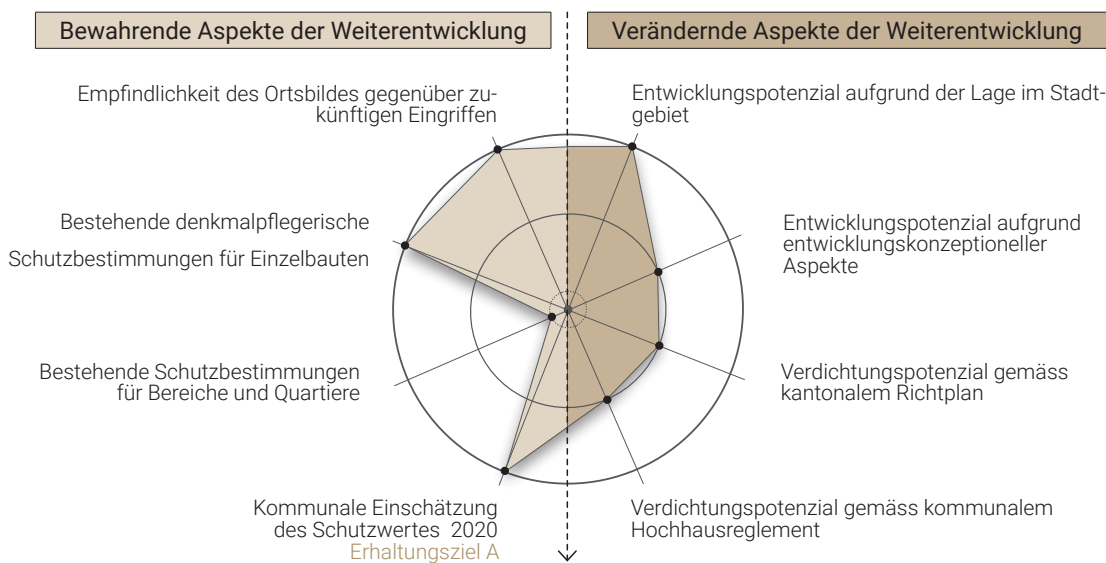 Bewahrende Aspekte der Weiterentwicklung
Verändernde Aspekte der Weiterentwicklung
Empfindlichkeit des Ortsbildes gegenüber zu-
künftigen Eingriffen
Entwicklungspotenzial aufgrund der Lage im Stadt-
gebiet
Bestehende denkmalpflegerische
Schutzbestimmungen für Einzelbauten
Entwicklungspotenzial aufgrund
entwicklungskonzeptioneller
Aspekte
Bestehende Schutzbestimmungen
für Bereiche und Quartiere
Verdichtungspotenzial gemäss
kantonalem Richtplan
Kommunale Einschätzung
des Schutzwertes 2020
Erhaltungsziel A
Verdichtungspotenzial gemäss kommunalem
Hochhausreglement